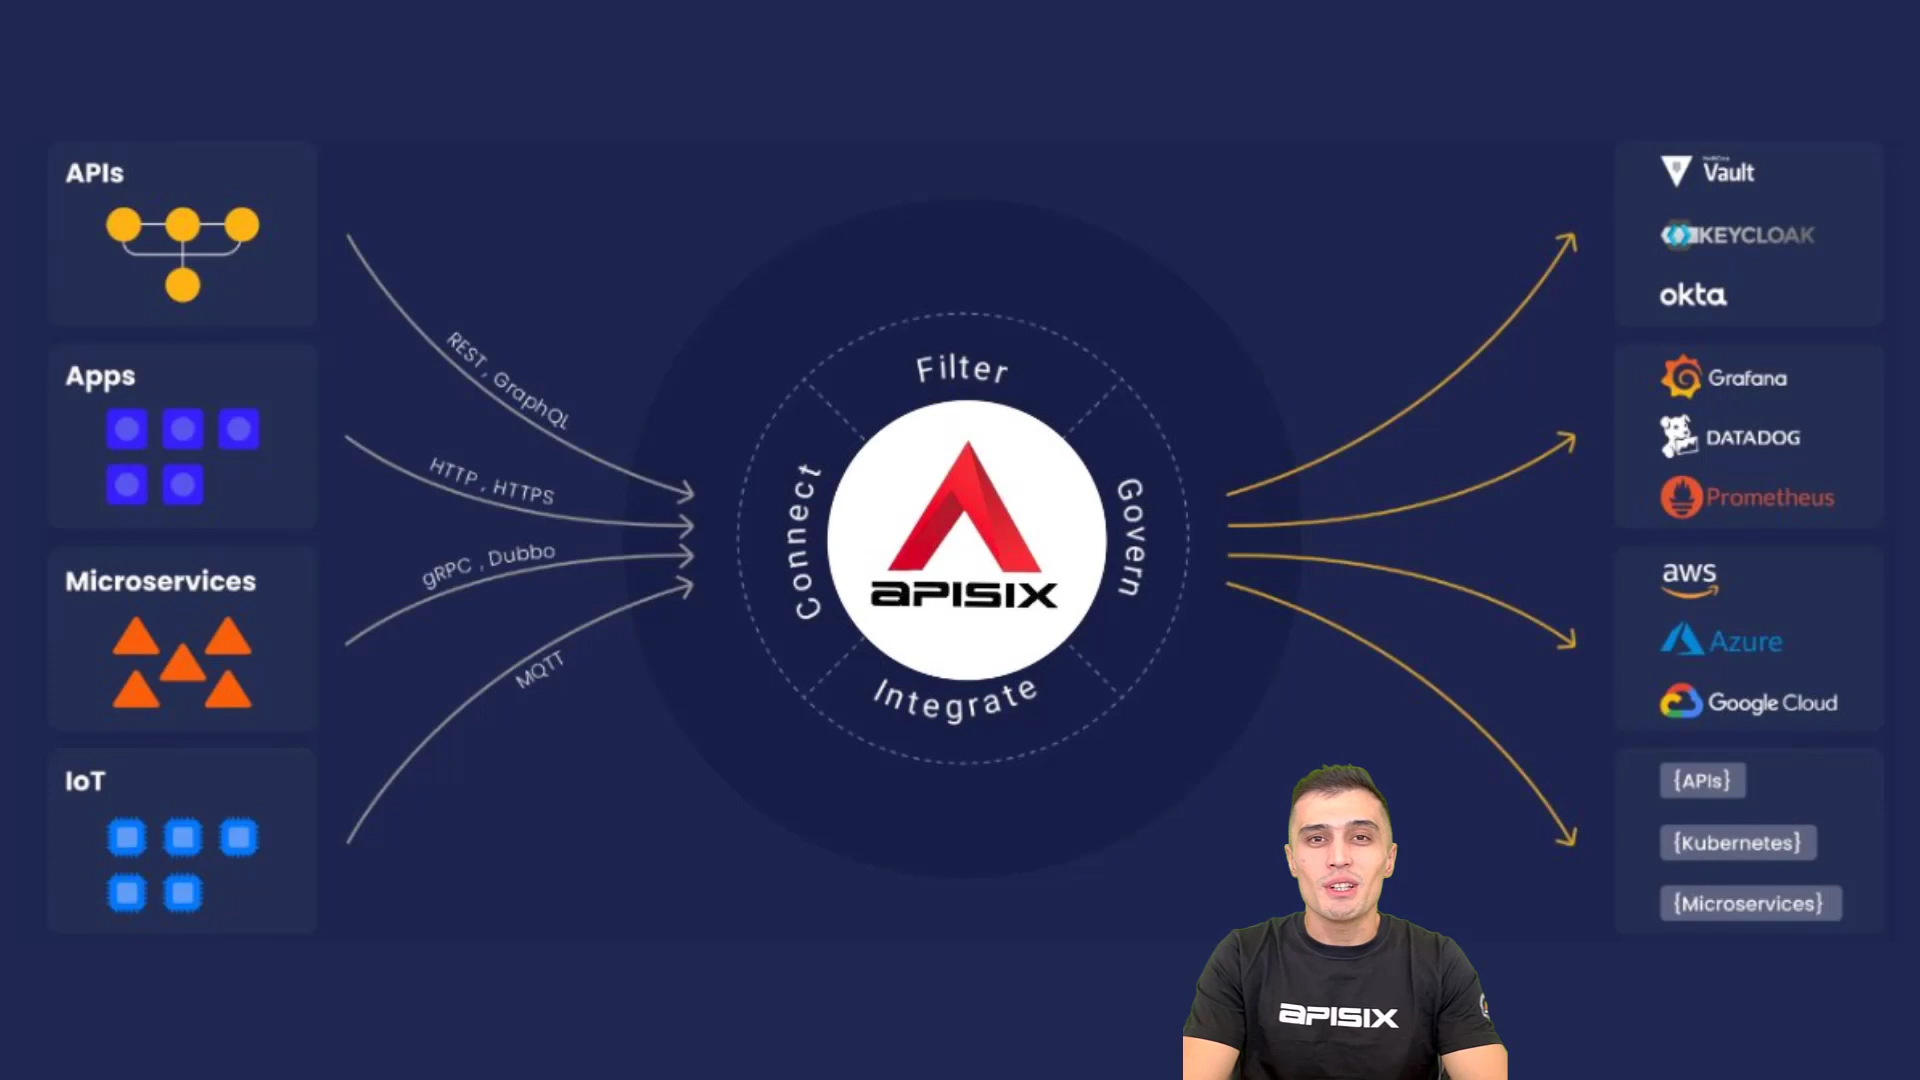 APIs
Apps
Microservices
IoT
REST , GraphQL
HTTP , HTTPS
gRPC , Dubbo
MQTT
Filter
Connect
Govern
Integrate
APISIX
Vault
KEYCLOAK
okta
Grafana
DATADOG
Prometheus
aws
Azure
Google Cloud
{APIs}
{Kubernetes}
{Microservices}
APISIX